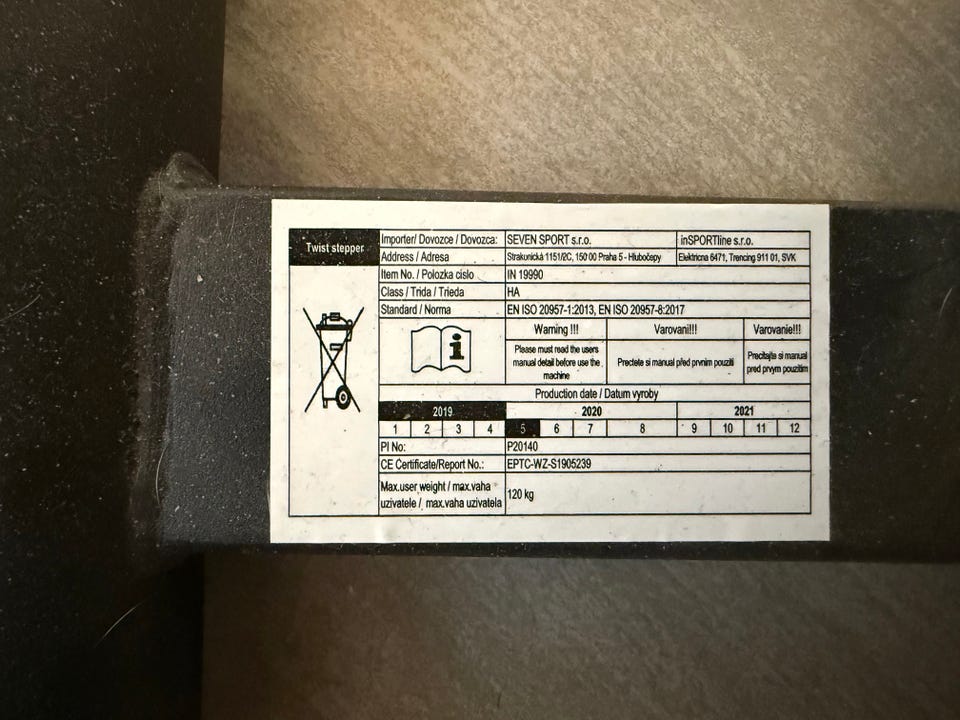 Twist stepper
Importer/ Dovozce / Dovozca: SEVEN SPORT s.r.o. inSPORTline s.r.o.
Address / Adresa Strakonická 1151/2C, 150 00 Praha 5 - Hlubočepy Elektricna 6471, Trencing 911 01, SVK
Item No. / Polozka cislo IN 19990
Class / Trida / Trieda HA
Standard / Norma EN ISO 20957-1:2013, EN ISO 20957-8:2017
Warning !!! Varovani!!! Varovanie!!!
Please must read the users
manual detail before use the
machine
Prectete si manual před prvnim použiti
Precitajte si manual
pred prvym pouzitim
Production date / Datum vyroby
2019 2020 2021
1 2 3 4 5 6 7 8 9 10 11 12
PI No: P20140
CE Certificate/Report No.: EPTC-WZ-S1905239
Max.user weight / max.vaha
uzivatele / max.vaha uzivatela
120 kg